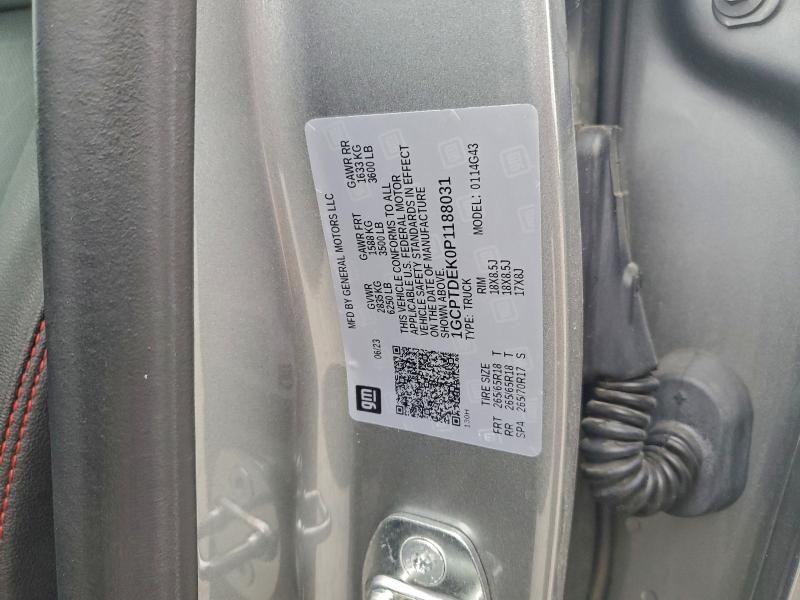 gm
MFD BY GENERAL MOTORS LLC
06/23
GVWR GAWR FRT GAWR RR
2835 KG 1588 KG 1633 KG
6250 LB 3500 LB 3600 LB
THIS VEHICLE CONFORMS TO ALL
APPLICABLE U.S. FEDERAL MOTOR
VEHICLE SAFETY STANDARDS IN EFFECT
ON THE DATE OF MANUFACTURE
SHOWN ABOVE.
1GCPTDEK0P1188031
TYPE: TRUCK MODEL: 0114G43
130H
TIRE SIZE RIM
FRT 265/65R18 T 18X8.5J
RR 265/65R18 T 18X8.5J
SPA 265/70R17 S 17X8J